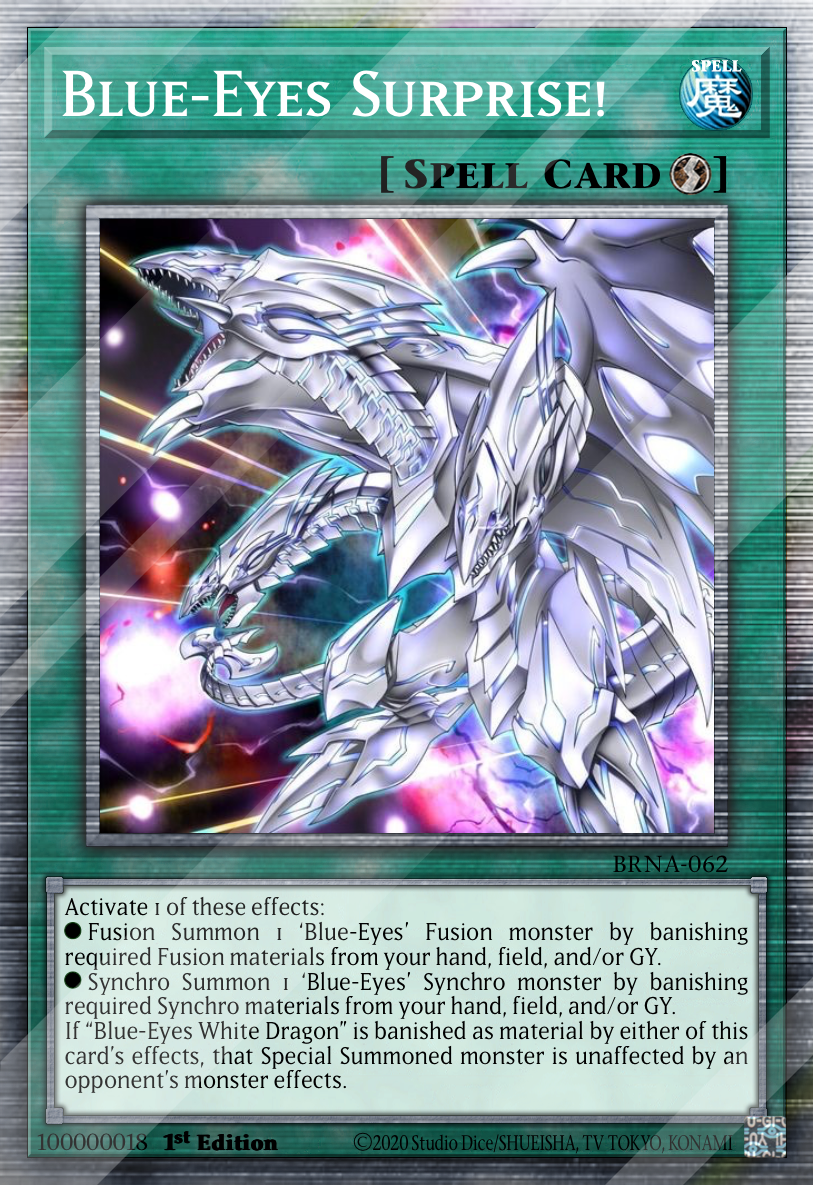 Blue-Eyes Surprise!
SPELL
魔
[ Spell Card ]
BRNA-062
Activate 1 of these effects:
● Fusion Summon 1 ‘Blue-Eyes’ Fusion monster by banishing
required Fusion materials from your hand, field, and/or GY.
● Synchro Summon 1 ‘Blue-Eyes’ Synchro monster by banishing
required Synchro materials from your hand, field, and/or GY.
If “Blue-Eyes White Dragon” is banished as material by either of this
card’s effects, that Special Summoned monster is unaffected by an
opponent’s monster effects.
100000018 1st Edition ©2020 Studio Dice/SHUEISHA, TV TOKYO, KONAMI